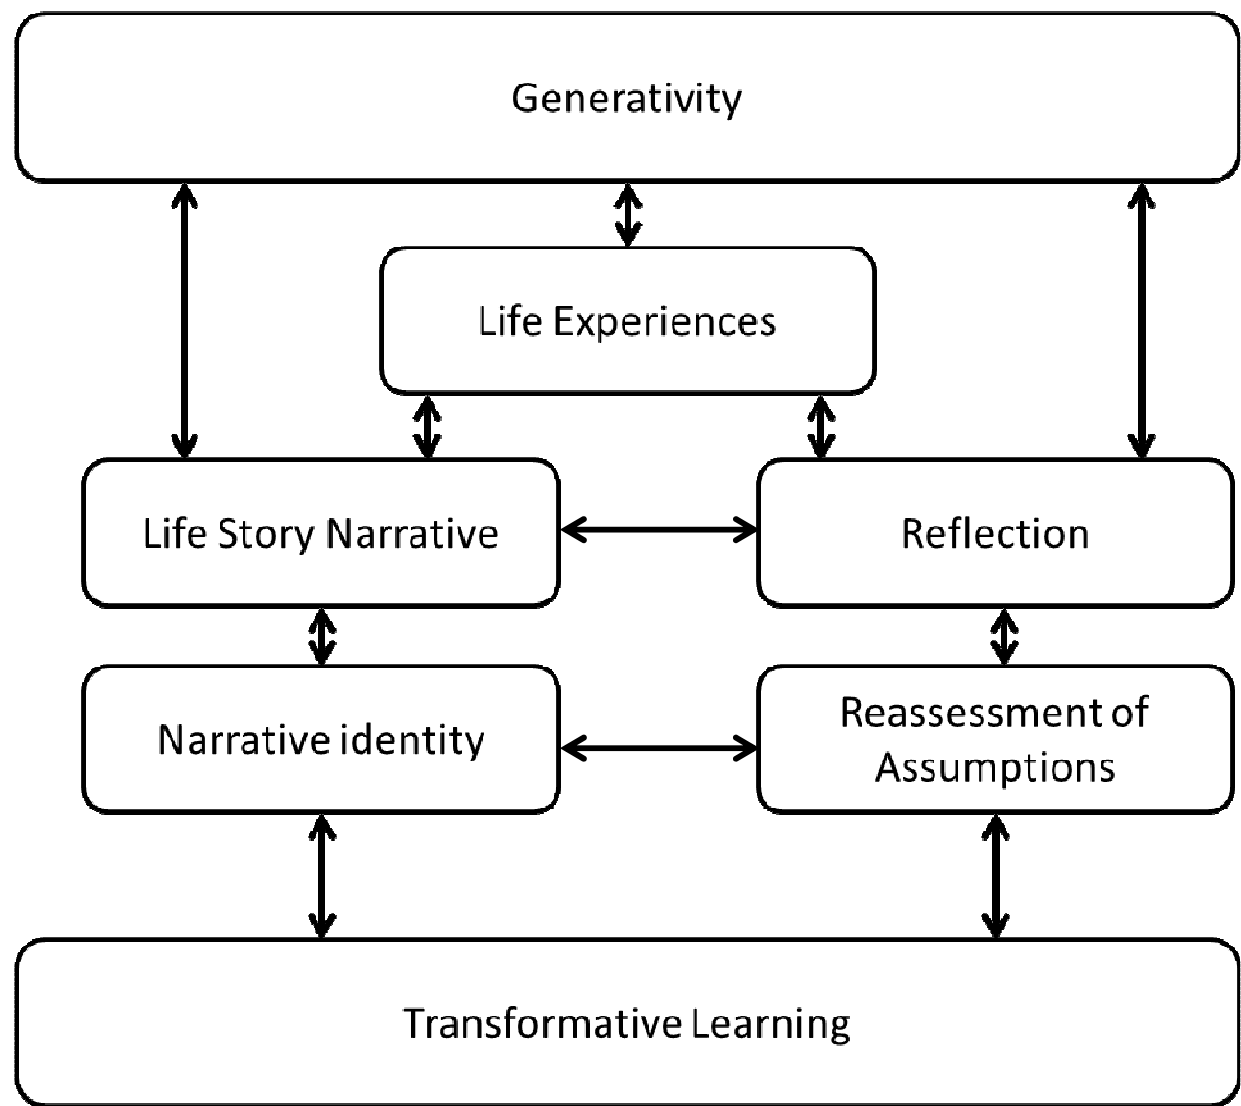 Generativity
Life Experiences
Life Story Narrative
Reflection
Narrative identity
Reassessment of
Assumptions
Transformative Learning